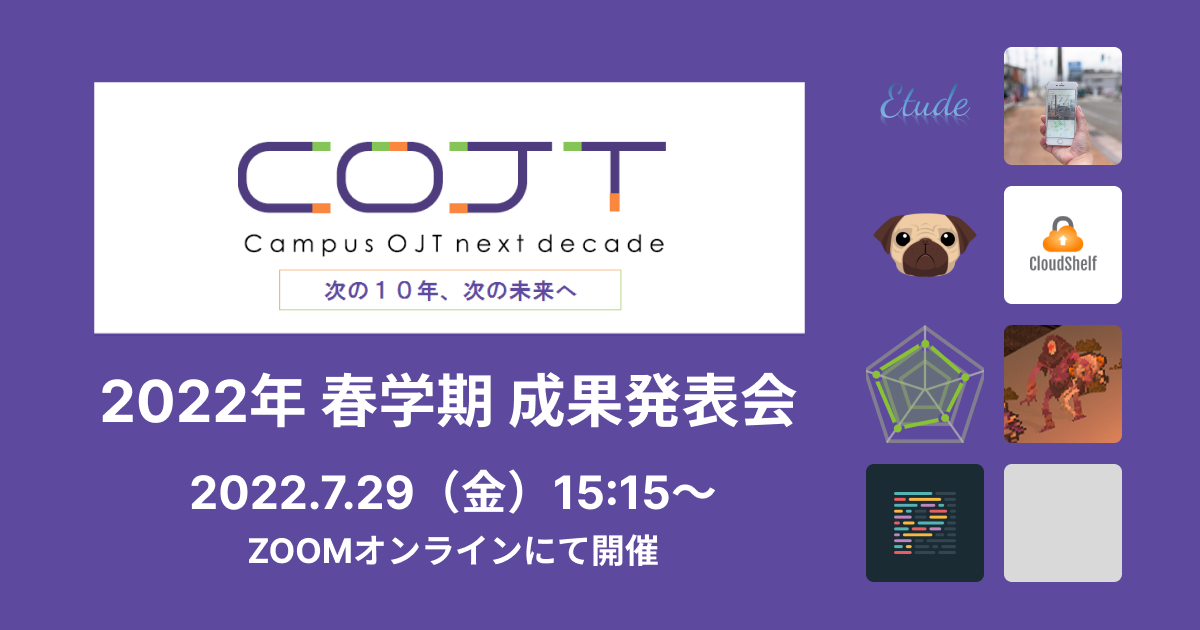 COJT
Campus OJT next decade
次の１０年、次の未来へ
2022年 春学期 成果発表会
2022.7.29（金）15:15〜
ZOOMオンラインにて開催
Etude
CloudShelf